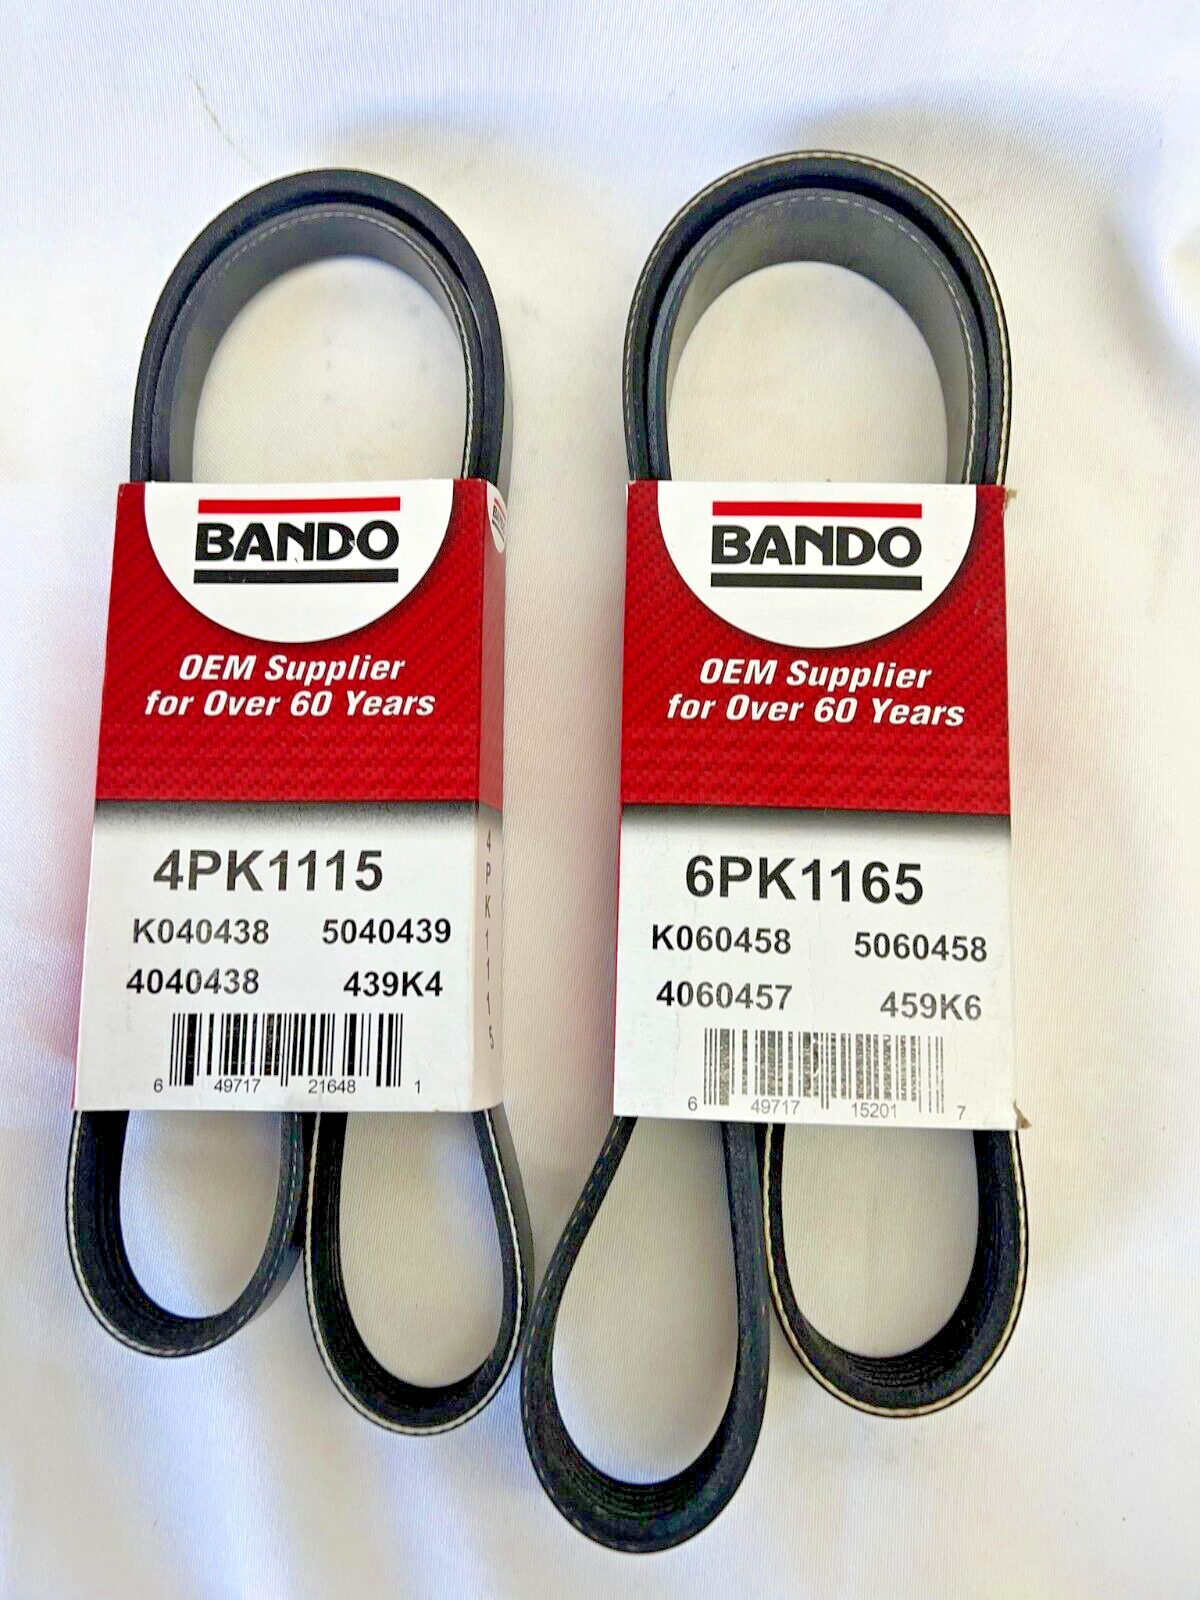 BANDO
OEM Supplier
for Over 60 Years
4PK1115
K040438 5040439
4040438 439K4
6 49717 21648 1
BANDO
4PK1115
BANDO
OEM Supplier
for Over 60 Years
6PK1165
K060458 5060458
4060457 459K6
6 49717 15201 7